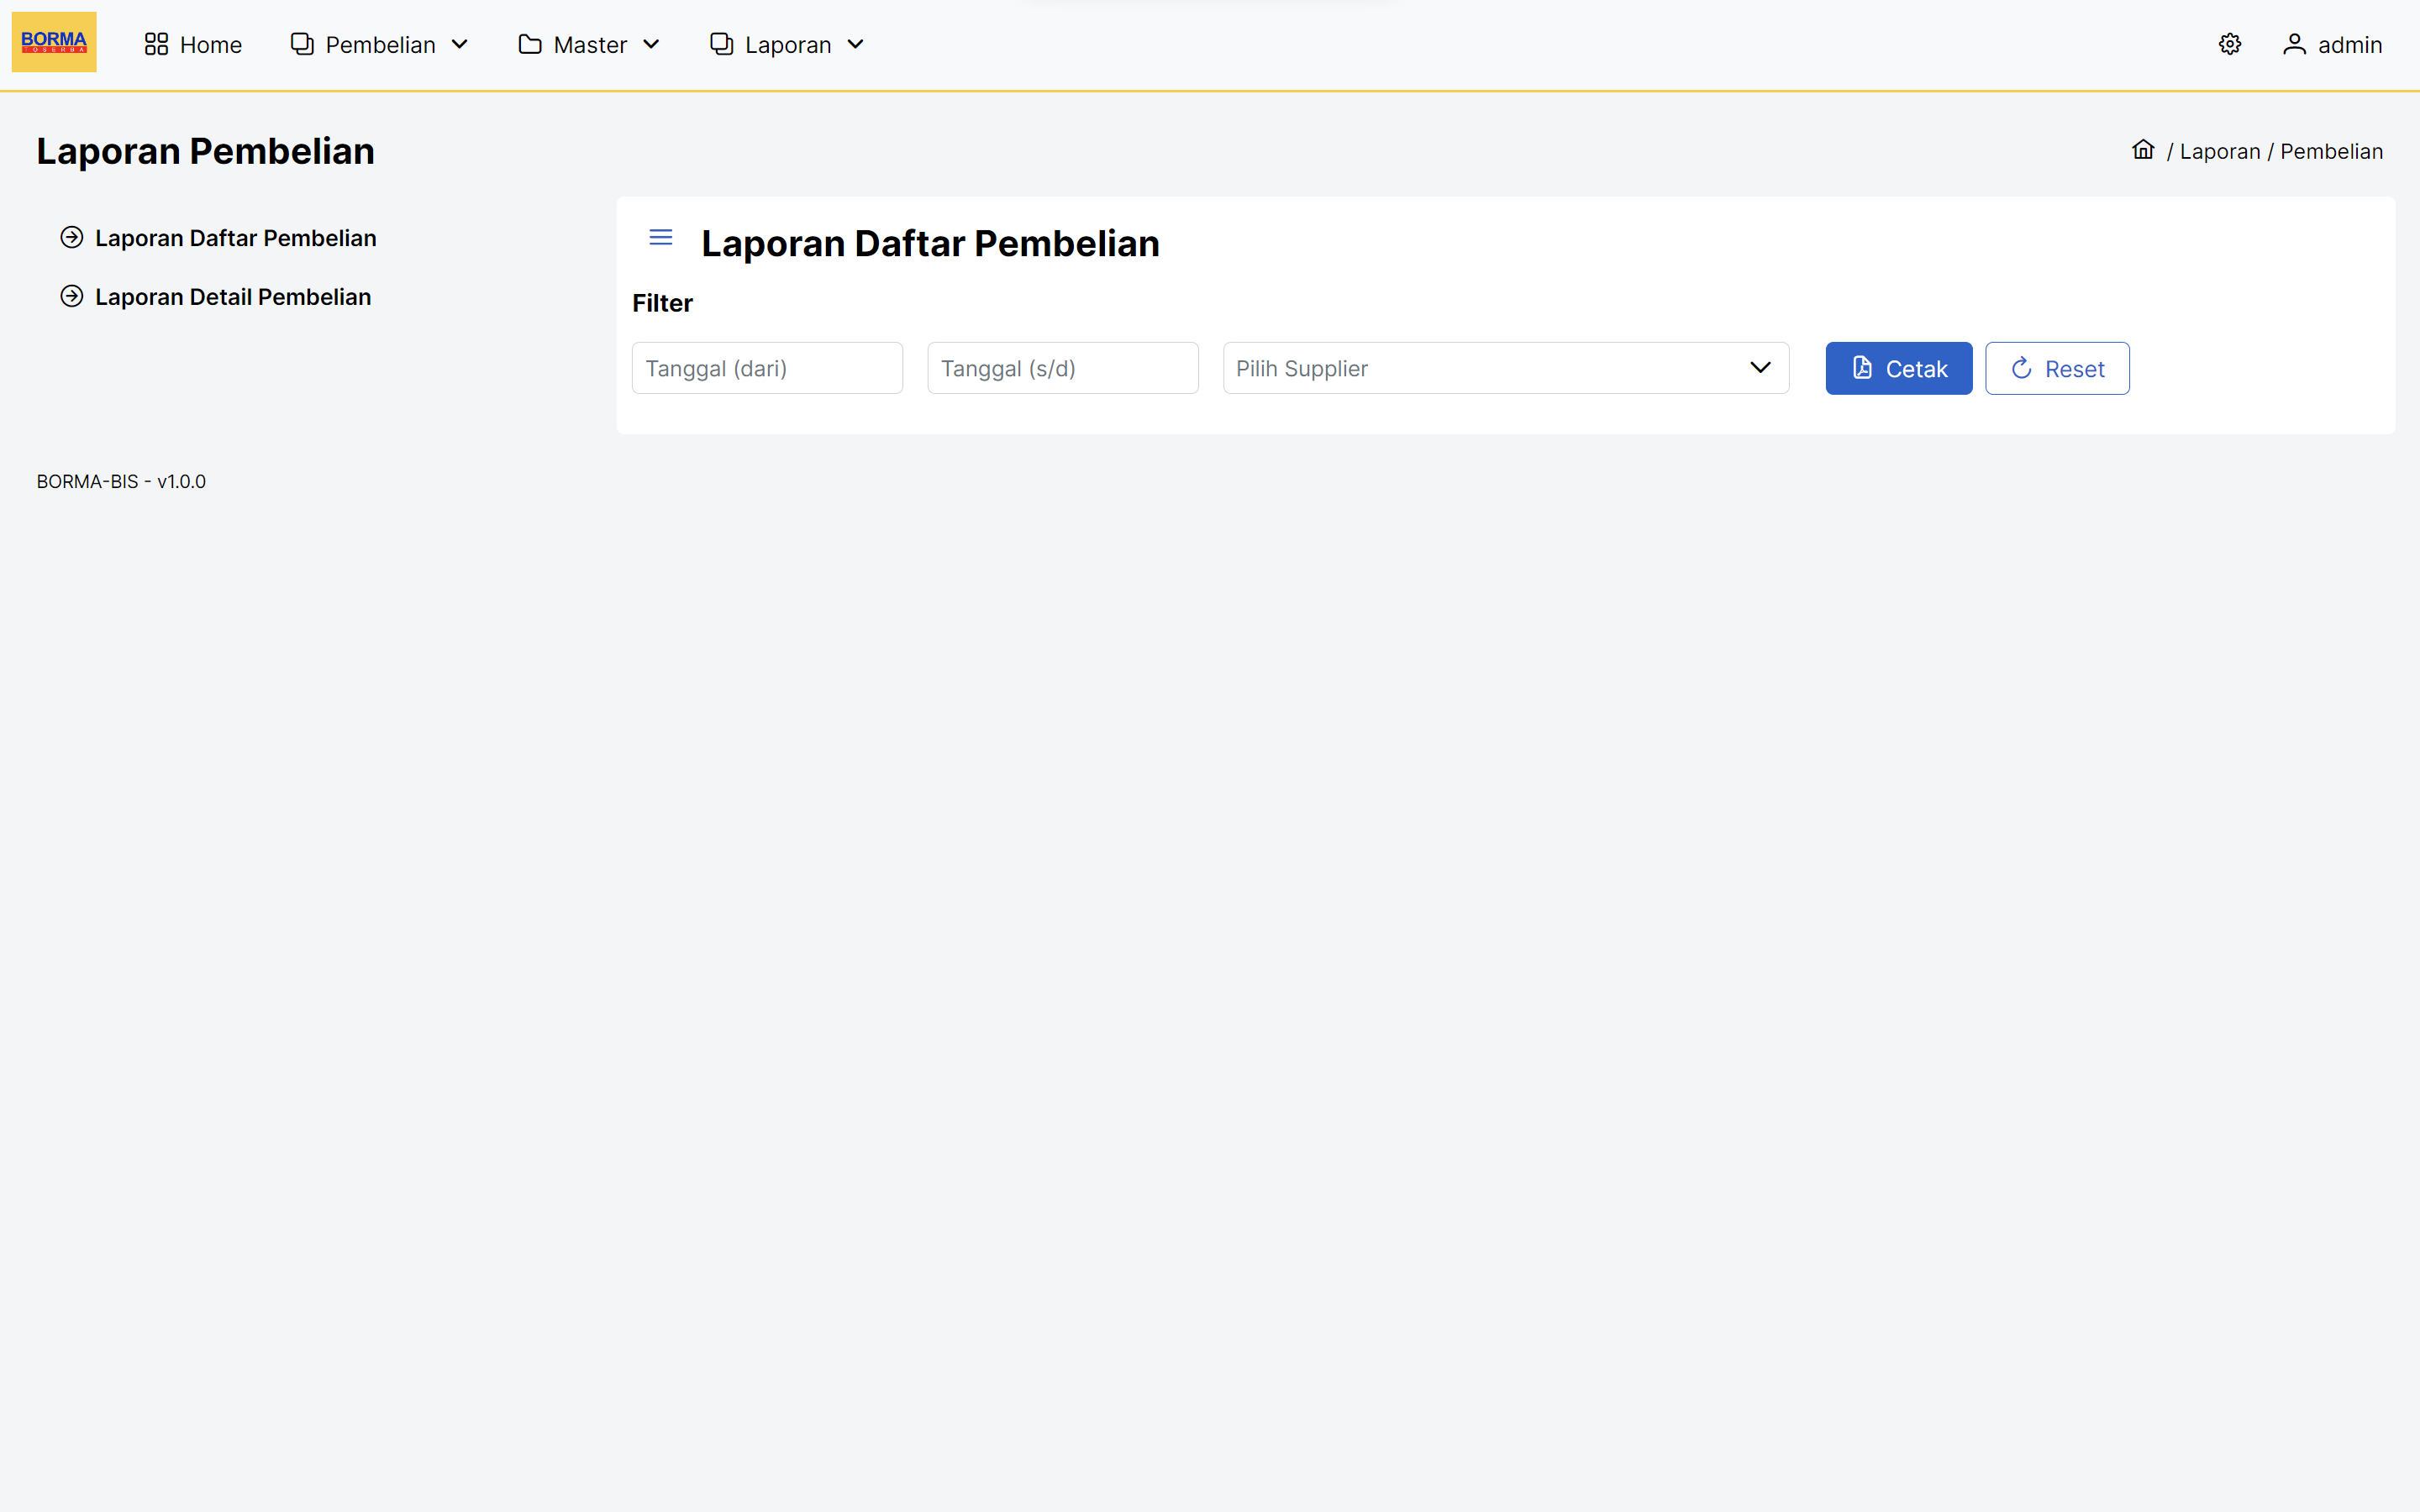 BORMA
TOSERBA
Home
Pembelian
Master
Laporan
admin
Laporan Pembelian
/ Laporan / Pembelian
Laporan Daftar Pembelian
Laporan Detail Pembelian
Laporan Daftar Pembelian
Filter
Tanggal (dari)
Tanggal (s/d)
Pilih Supplier
Cetak
Reset
BORMA-BIS - v1.0.0